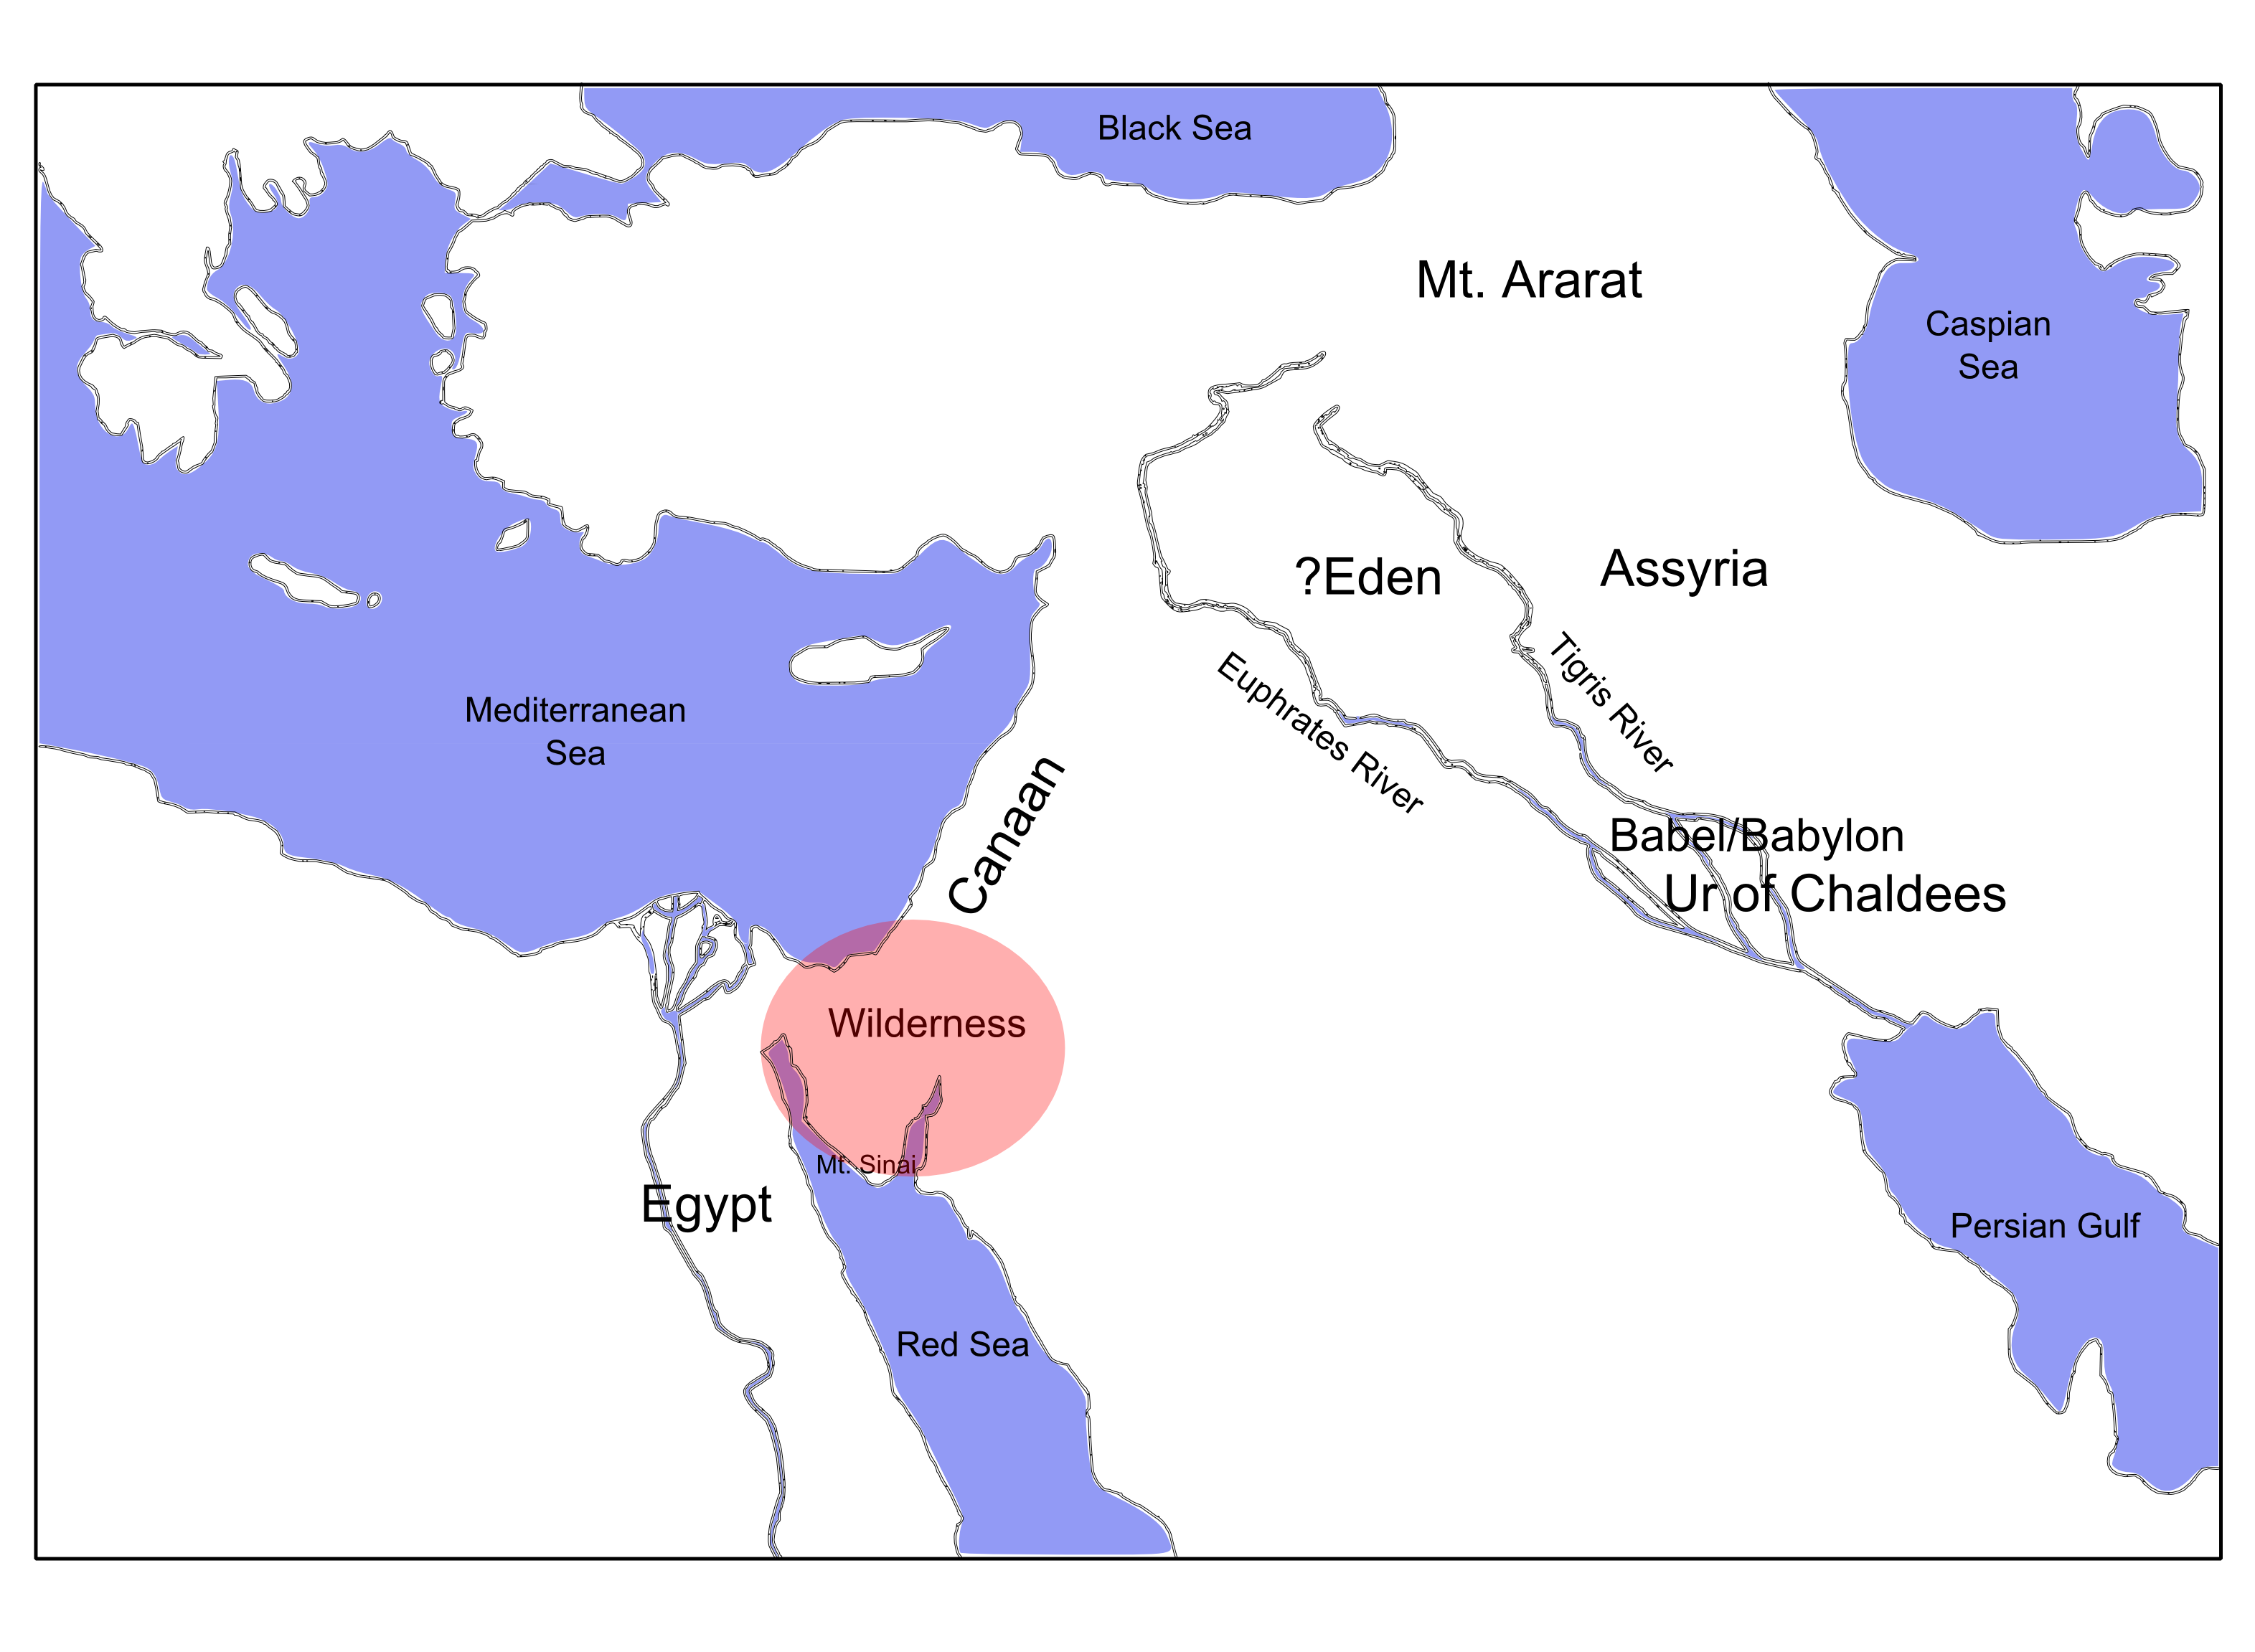 Black Sea
Mt. Ararat
Caspian
Sea
?Eden
Assyria
Tigris River
Euphrates River
Mediterranean
Sea
Canaan
Babel/Babylon
Ur of Chaldees
Wilderness
Mt. Sinai
Egypt
Persian Gulf
Red Sea